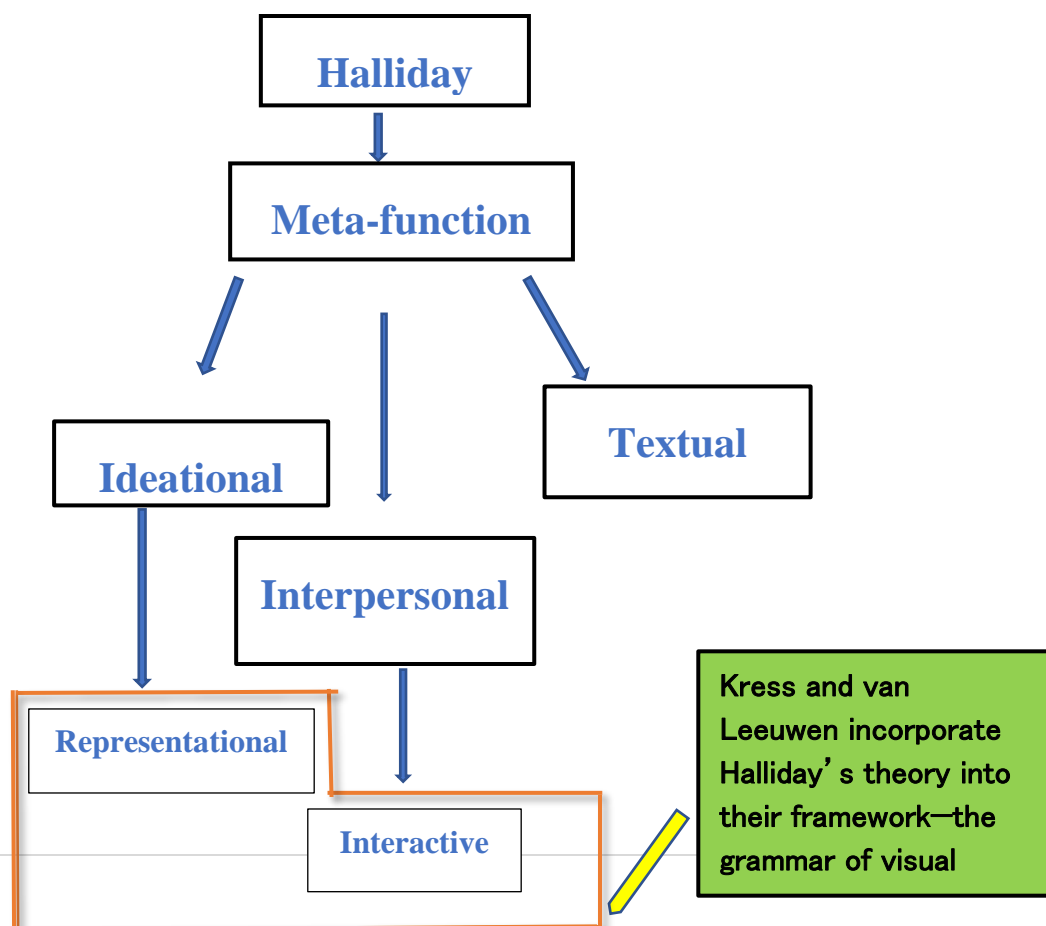 Halliday
Meta-function
Ideational
Textual
Interpersonal
Representational
Interactive
Kress and van
Leeuwen incorporate
Halliday’s theory into
their framework—the
grammar of visual